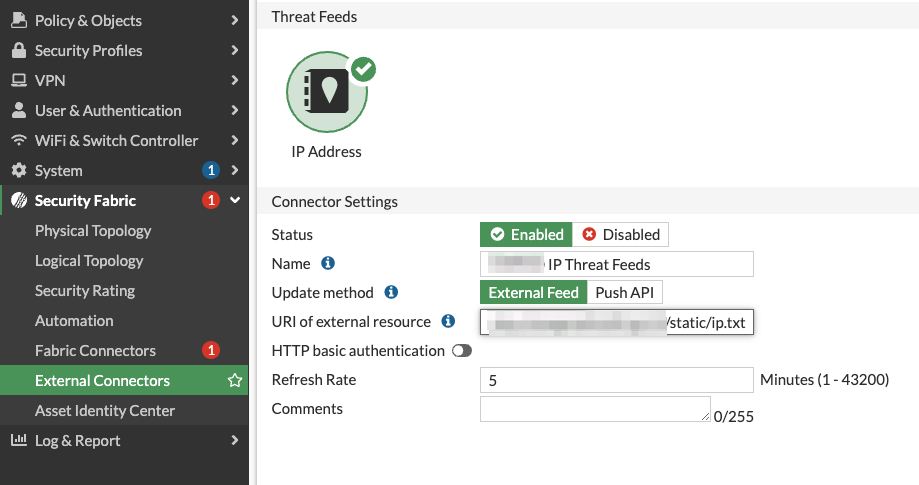 Policy & Objects
Security Profiles
VPN
User & Authentication
WiFi & Switch Controller
System 1
Security Fabric 1
Physical Topology
Logical Topology
Security Rating
Automation
Fabric Connectors 1
External Connectors
Asset Identity Center
Log & Report
Threat Feeds
IP Address
Connector Settings
Status Enabled Disabled
Name IP Threat Feeds
Update method External Feed Push API
URI of external resource /static/ip.txt
HTTP basic authentication
Refresh Rate 5 Minutes (1 - 43200)
Comments 0/255